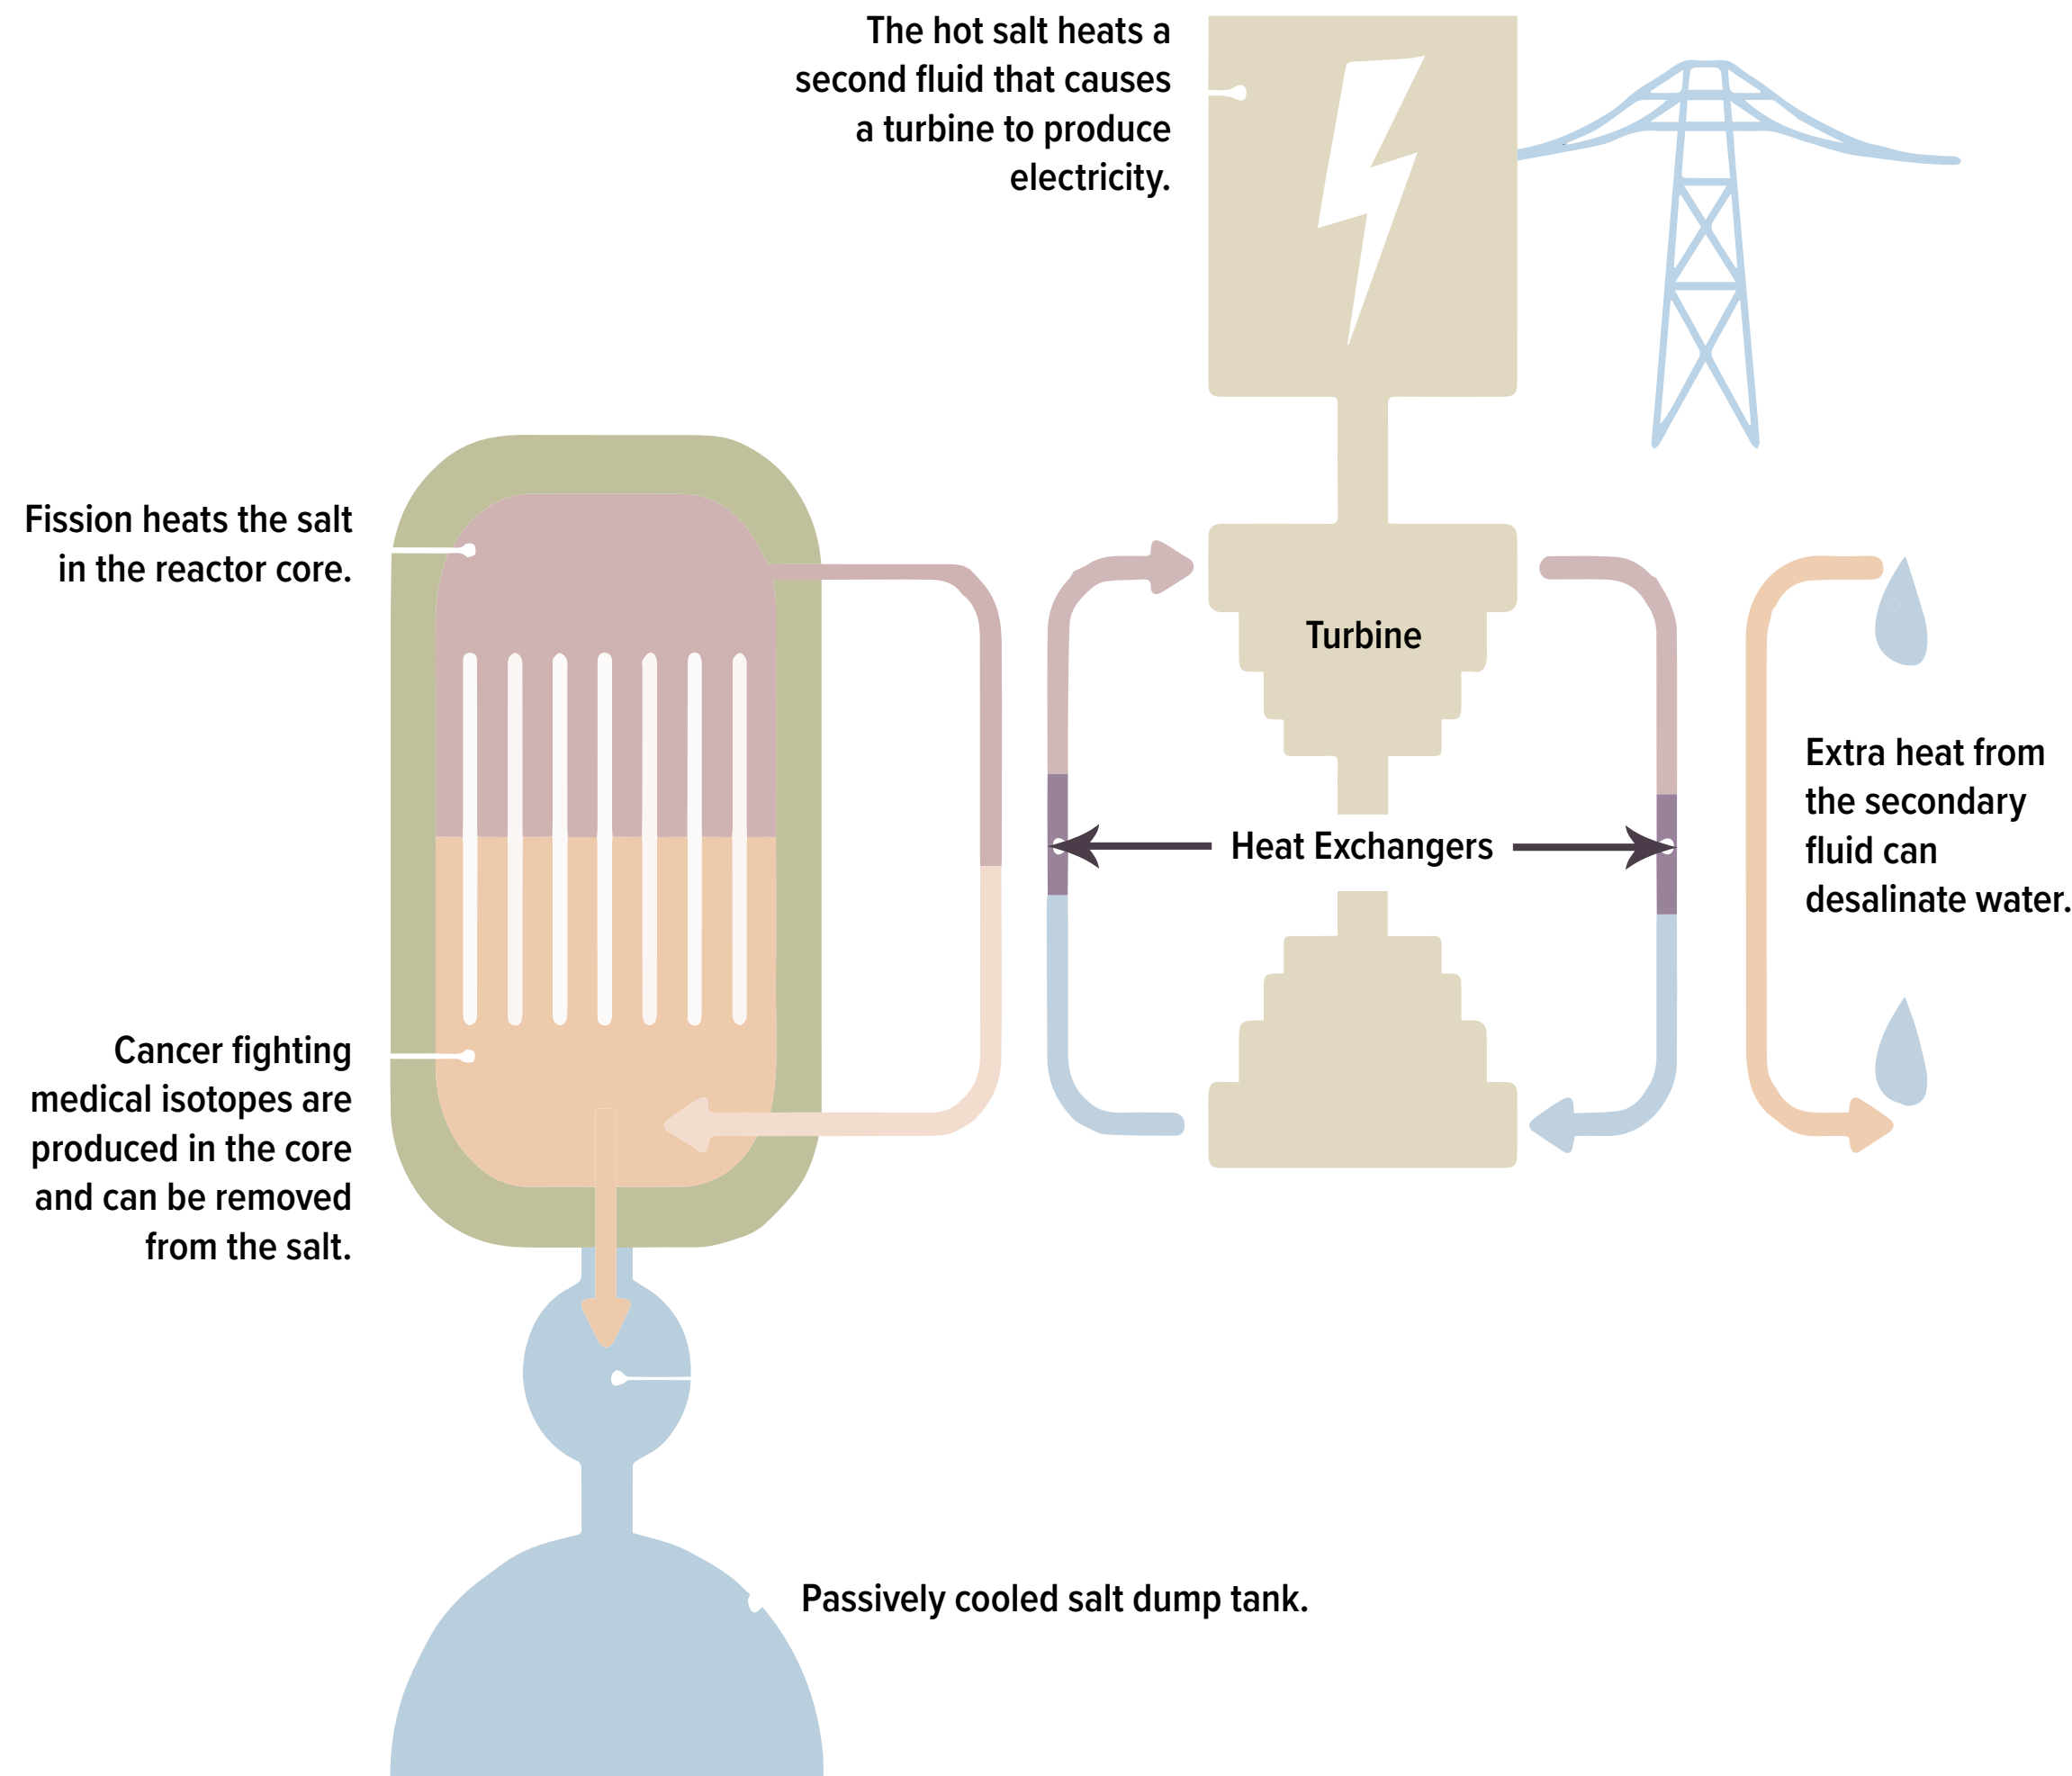 The hot salt heats a
second fluid that causes
a turbine to produce
electricity.
Fission heats the salt
in the reactor core.
Turbine
Extra heat from
the secondary
fluid can
desalinate water.
Heat Exchangers
Cancer fighting
medical isotopes are
produced in the core
and can be removed
from the salt.
Passively cooled salt dump tank.